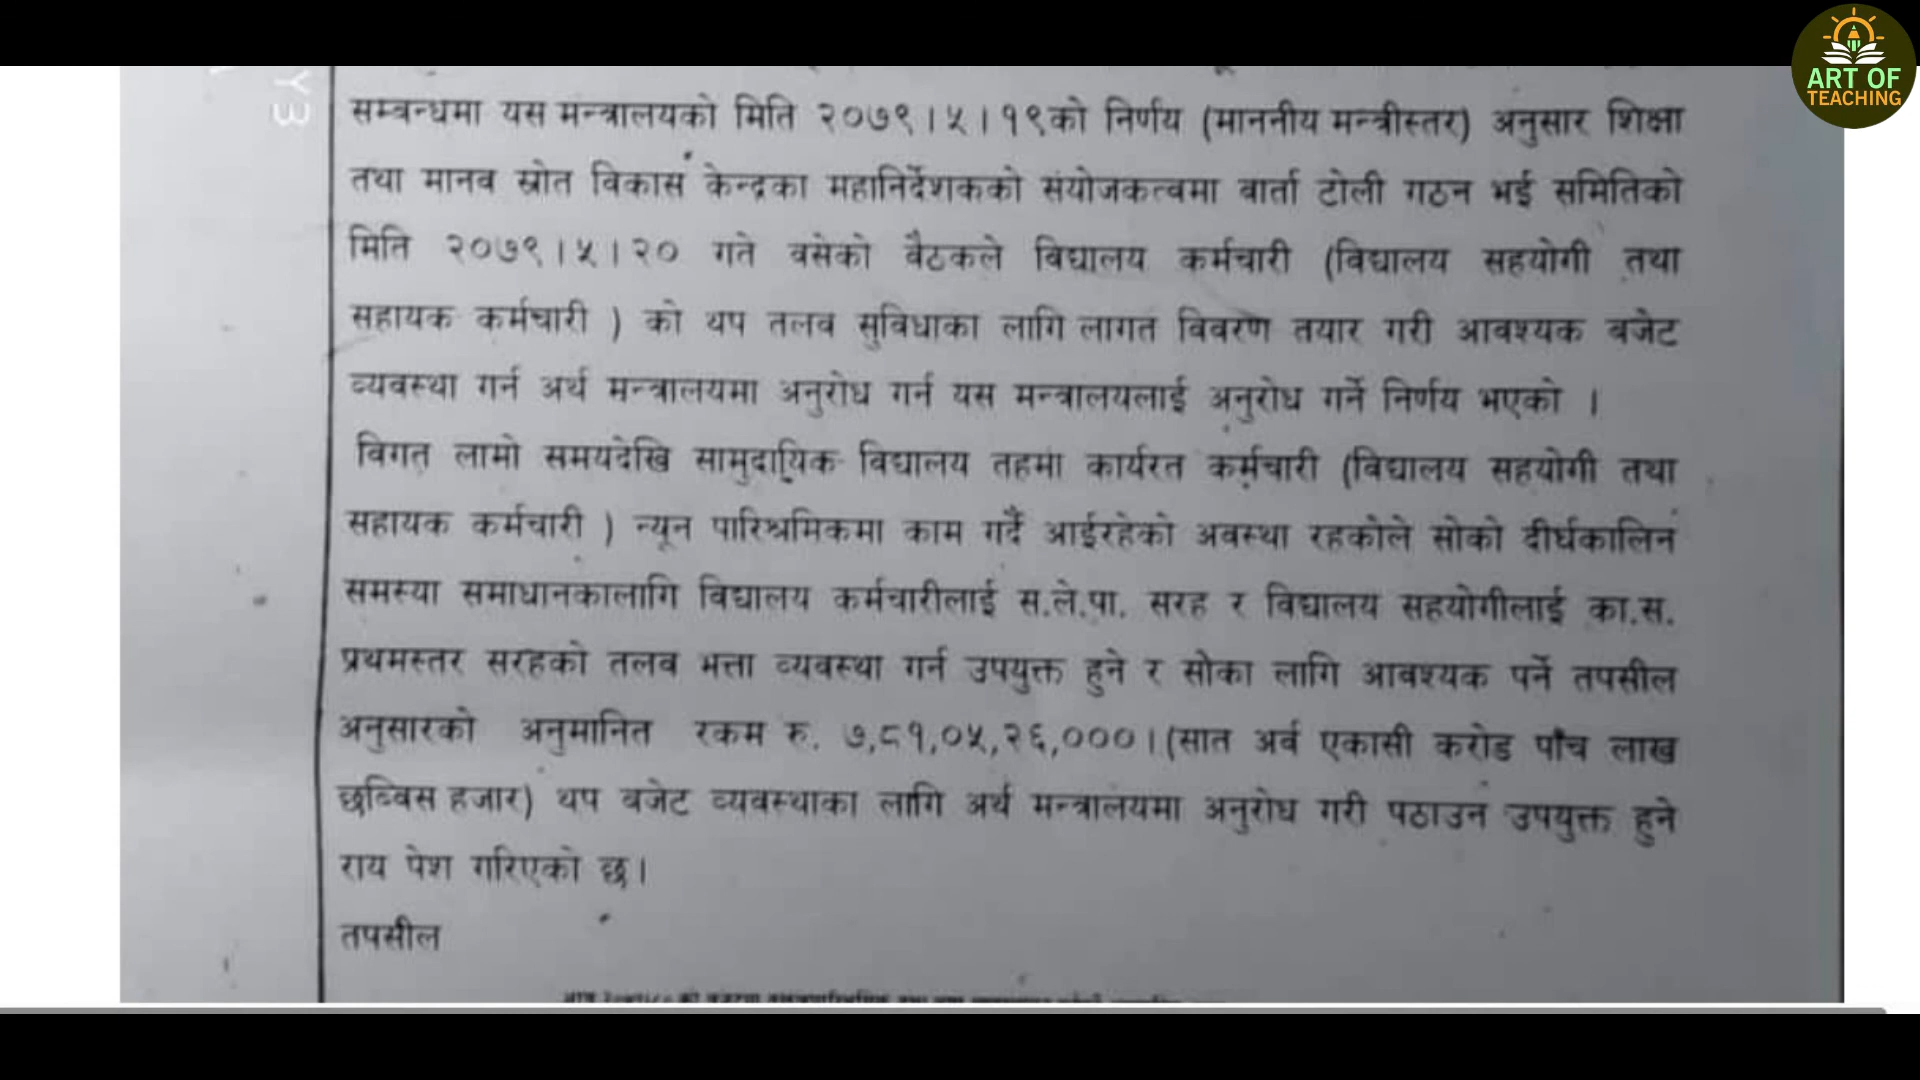 ART OF
TEACHING
सम्बन्धमा यस मन्त्रालयको मिति २०७९।५।१९को निर्णय (माननीय मन्त्रीस्तर) अनुसार शिक्षा
तथा मानव स्रोत विकास केन्द्रका महानिर्देशकको संयोजकत्वमा वार्ता टोली गठन भई समितिको
मिति २०७९।५।२० गते वसेको बैठकले विद्यालय कर्मचारी (विद्यालय सहयोगी तथा
सहायक कर्मचारी ) को थप तलव सुविधाका लागि लागत विवरण तयार गरी आवश्यक बजेट
व्यवस्था गर्न अर्थ मन्त्रालयमा अनुरोध गर्न यस मन्त्रालयलाई अनुरोध गर्ने निर्णय भएको ।
विगत लामो समयदेखि सामुदायिक विद्यालय तहमा कार्यरत कर्मचारी (विद्यालय सहयोगी तथा
सहायक कर्मचारी ) न्यून पारिश्रमिकमा काम गर्दै आईरहेको अवस्था रहकोले सोको दीर्घकालिन
समस्या समाधानकालागि विद्यालय कर्मचारीलाई स.ले.पा. सरह र विद्यालय सहयोगीलाई का.स.
प्रथमस्तर सरहको तलव भत्ता व्यवस्था गर्न उपयुक्त हुने र सोका लागि आवश्यक पर्ने तपसील
अनुसारको अनुमानित रकम रु. ७,८१,०५,२६,०००।(सात अर्व एकासी करोड पाँच लाख
छव्विस हजार) थप बजेट व्यवस्थाका लागि अर्थ मन्त्रालयमा अनुरोध गरी पठाउन उपयुक्त हुने
राय पेश गरिएको छ।
तपसील